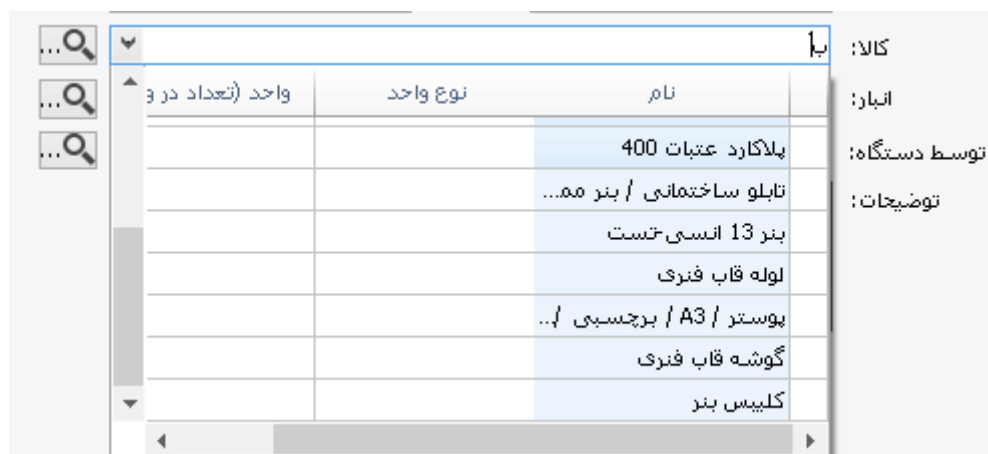 کالا: ب
...
نام نوع واحد واحد (تعداد در و
انبار:
...
توسط دستگاه:
...
توضیحات:
پلاکارد عتبات 400
تابلو ساختمانی / بنر مم...
بنر 13 انسی-تست
لوله قاب فنری
پوستر / A3 / برچسبی /...
گوشه قاب فنری
کلیپس بنر